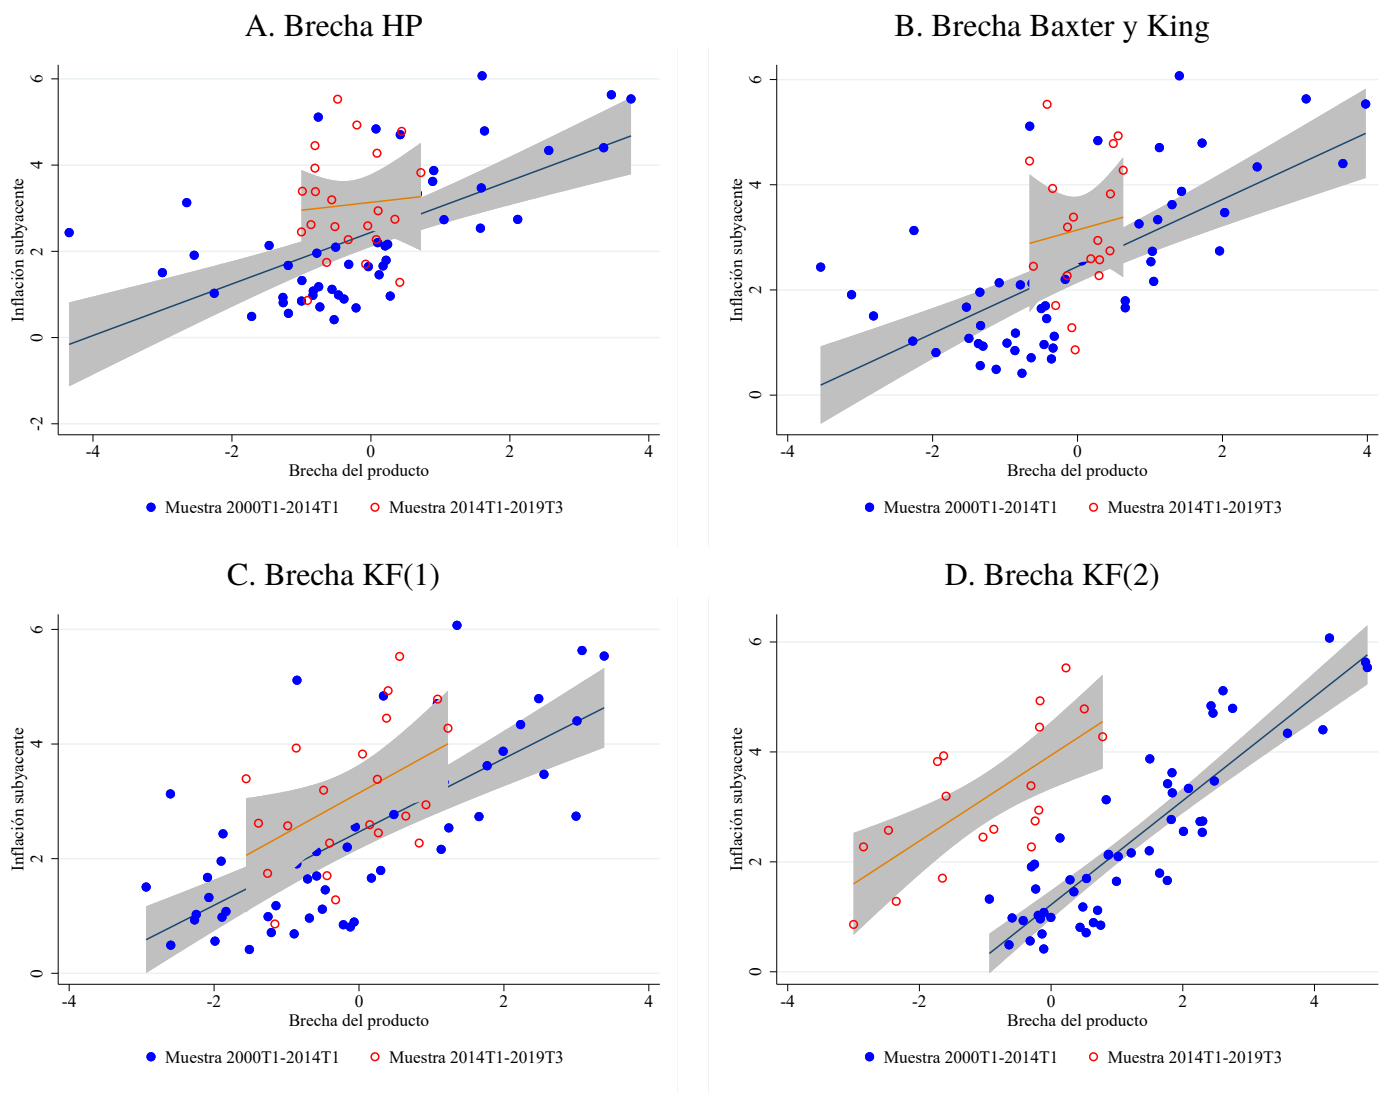 A. Brecha HP
Inflación subyacente
6
4
2
0
-2
-4 -2 0 2 4
Brecha del producto
Muestra 2000T1-2014T1 Muestra 2014T1-2019T3
B. Brecha Baxter y King
Inflación subyacente
6
4
2
0
-4 -2 0 2 4
Brecha del producto
Muestra 2000T1-2014T1 Muestra 2014T1-2019T3
C. Brecha KF(1)
Inflación subyacente
6
4
2
0
-4 -2 0 2 4
Brecha del producto
Muestra 2000T1-2014T1 Muestra 2014T1-2019T3
D. Brecha KF(2)
Inflación subyacente
6
4
2
0
-4 -2 0 2 4
Brecha del producto
Muestra 2000T1-2014T1 Muestra 2014T1-2019T3